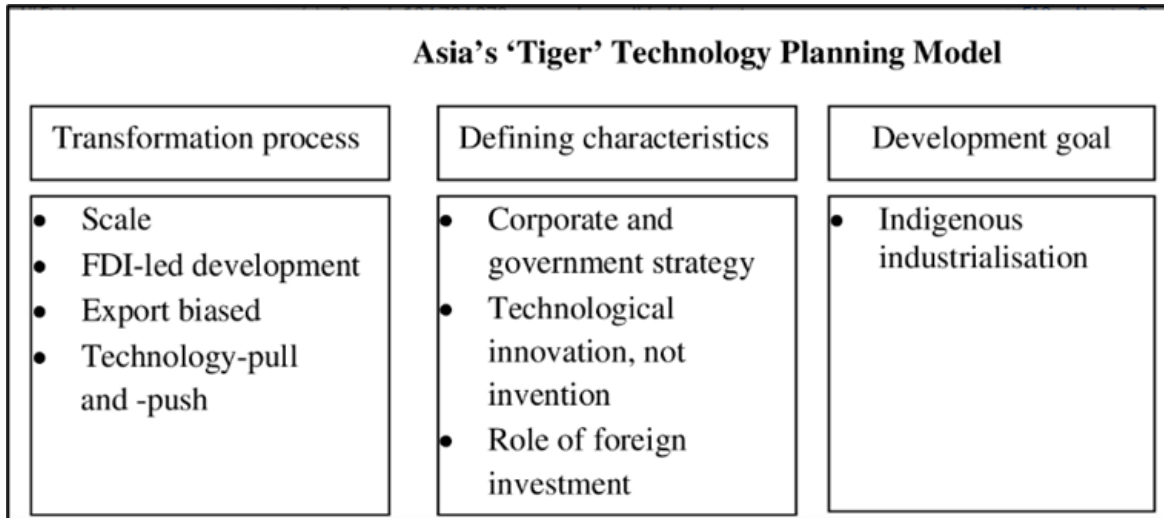 Asia's 'Tiger' Technology Planning Model
Transformation process
• Scale
• FDI-led development
• Export biased
• Technology-pull
and -push
Defining characteristics
• Corporate and
government strategy
• Technological
innovation, not
invention
• Role of foreign
investment
Development goal
• Indigenous
industrialisation